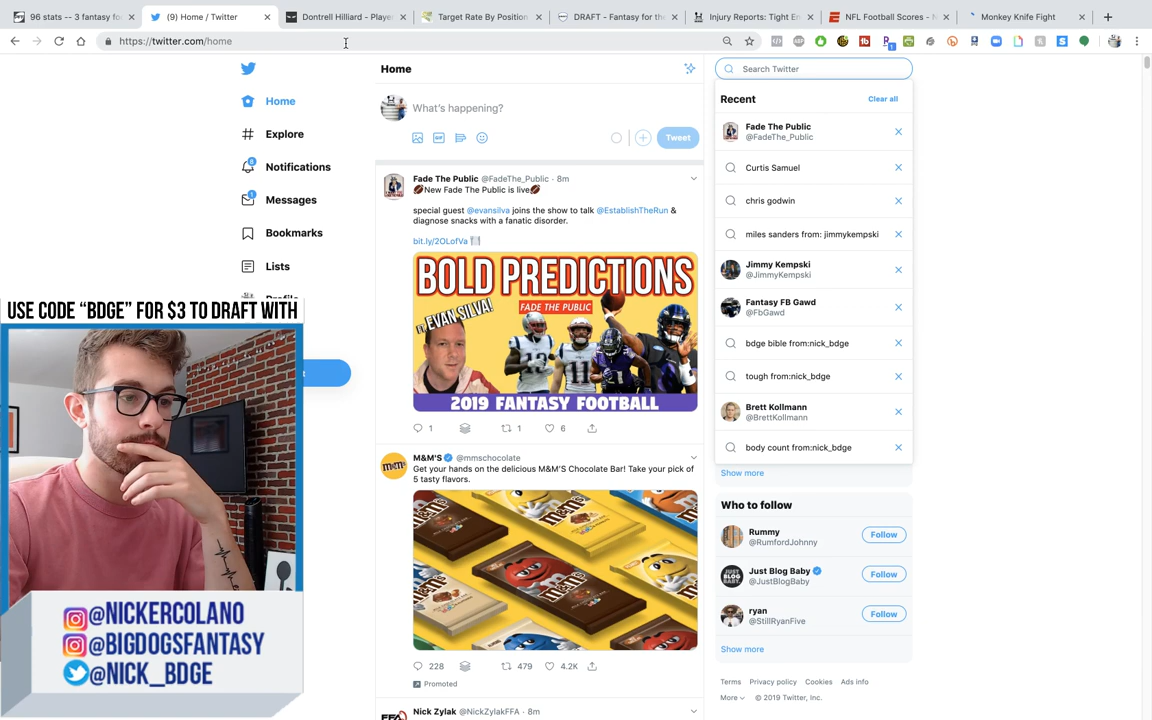 96 stats -- 3 fantasy fo
(9) Home / Twitter
Dontrell Hilliard - Player
Target Rate By Position
DRAFT - Fantasy for the
Injury Reports: Tight En
NFL Football Scores - N
Monkey Knife Fight
https://twitter.com/home
1
Home
Explore
Notifications
6
Messages
1
Bookmarks
Lists
Home
What's happening?
Tweet
Fade The Public @FadeThe_Public · 8m
🏈New Fade The Public is live🏈
special guest @evansilva joins the show to talk @EstablishTheRun &
diagnose snacks with a fanatic disorder.
bit.ly/2OLofVa
BOLD PREDICTIONS
FT. EVAN SILVA!
FADE THE PUBLIC
2019 FANTASY FOOTBALL
1
1
6
M&M'S @mmschocolate
Get your hands on the delicious M&M'S Chocolate Bar! Take your pick of
5 tasty flavors.
228
479
4.2K
Promoted
Nick Zylak @NickZylakFFA · 8m
Search Twitter
Recent
Clear all
Fade The Public
@FadeThe_Public
Curtis Samuel
chris godwin
miles sanders from: jimmykempski
Jimmy Kempski
@JimmyKempski
Fantasy FB Gawd
@FbGawd
bdge bible from:nick_bdge
tough from:nick_bdge
Brett Kollmann
@BrettKollmann
body count from:nick_bdge
Show more
Who to follow
Rummy
@RumfordJohnny
Follow
Just Blog Baby
@JustBlogBaby
Follow
ryan
@StillRyanFive
Follow
Show more
Terms Privacy policy Cookies Ads info
More © 2019 Twitter, Inc.
USE CODE "BDGE" FOR $3 TO DRAFT WITH
@NICKERCOLANO
@BIGDOGSFANTASY
@NICK_BDGE